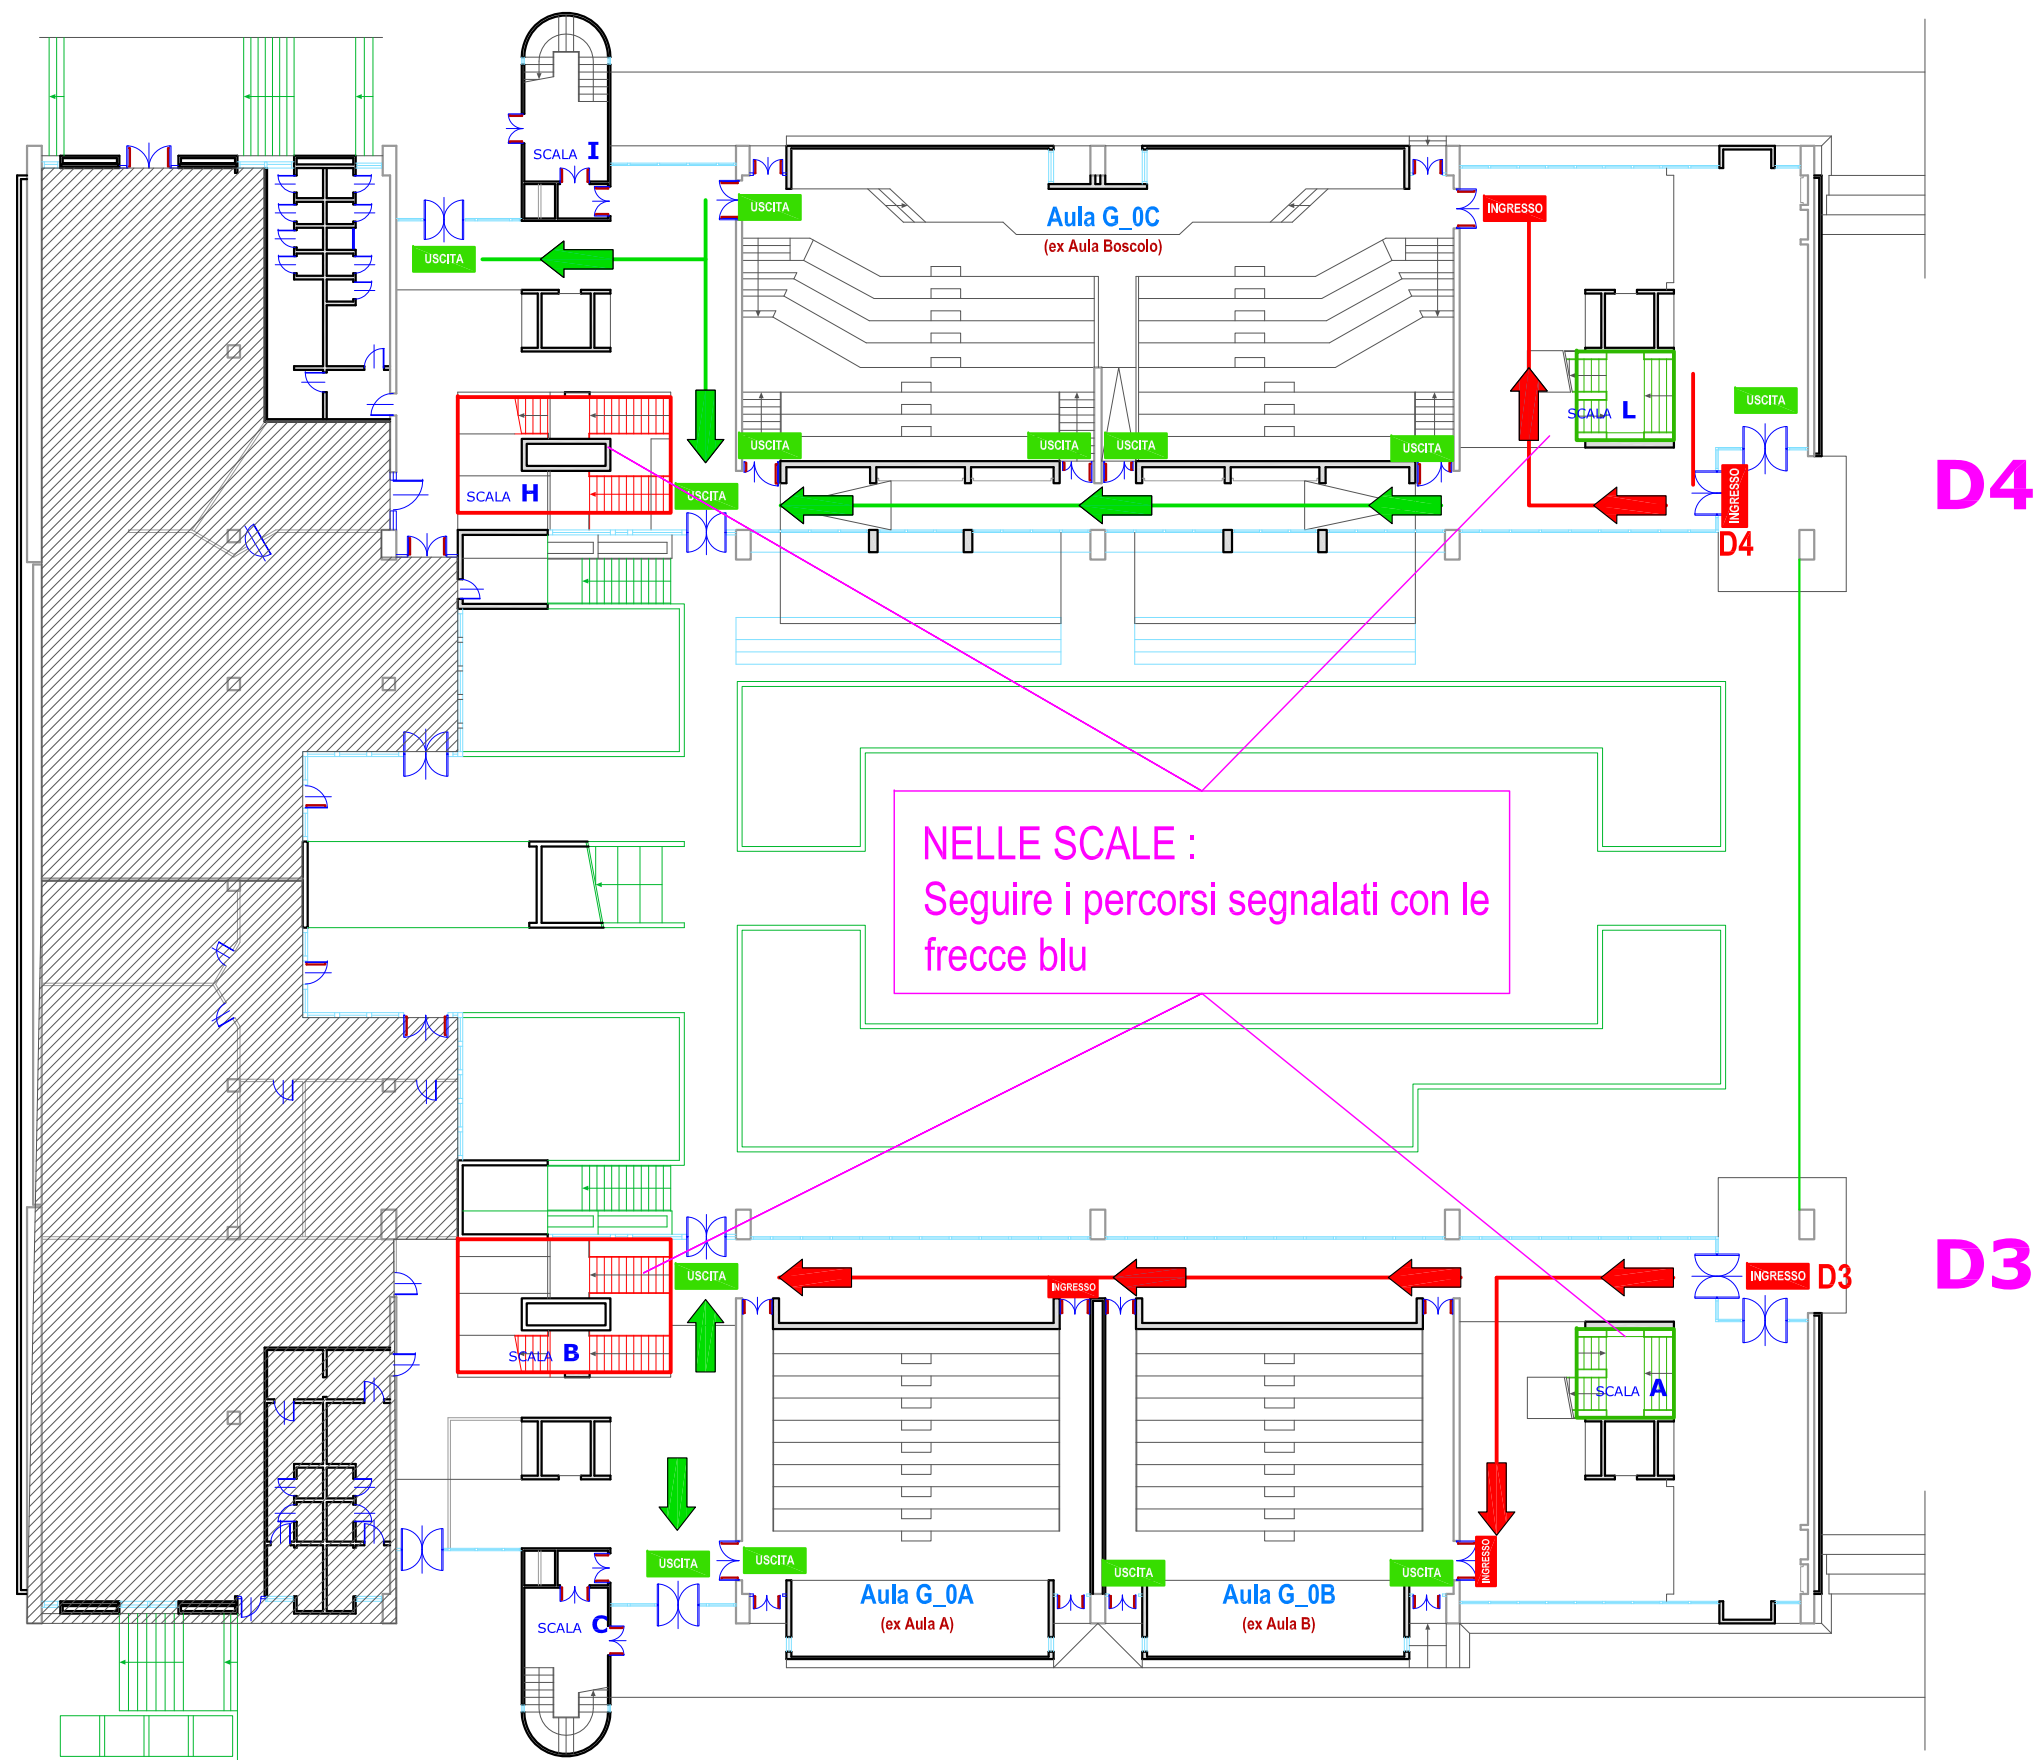 SCALA I
USCITA
Aula G_0C
INGRESSO
(ex Aula Boscolo)
USCITA
USCITA
SCALA L
USCITA
USCITA
USCITA
USCITA
D4
SCALA H
USCITA
INGRESSO
D4
NELLE SCALE :
Seguire i percorsi segnalati con le
frecce blu
D3
USCITA
INGRESSO
INGRESSO D3
SCALA B
SCALA A
USCITA
USCITA
USCITA
USCITA
INGRESSO
Aula G_0A
Aula G_0B
(ex Aula A)
(ex Aula B)
SCALA C